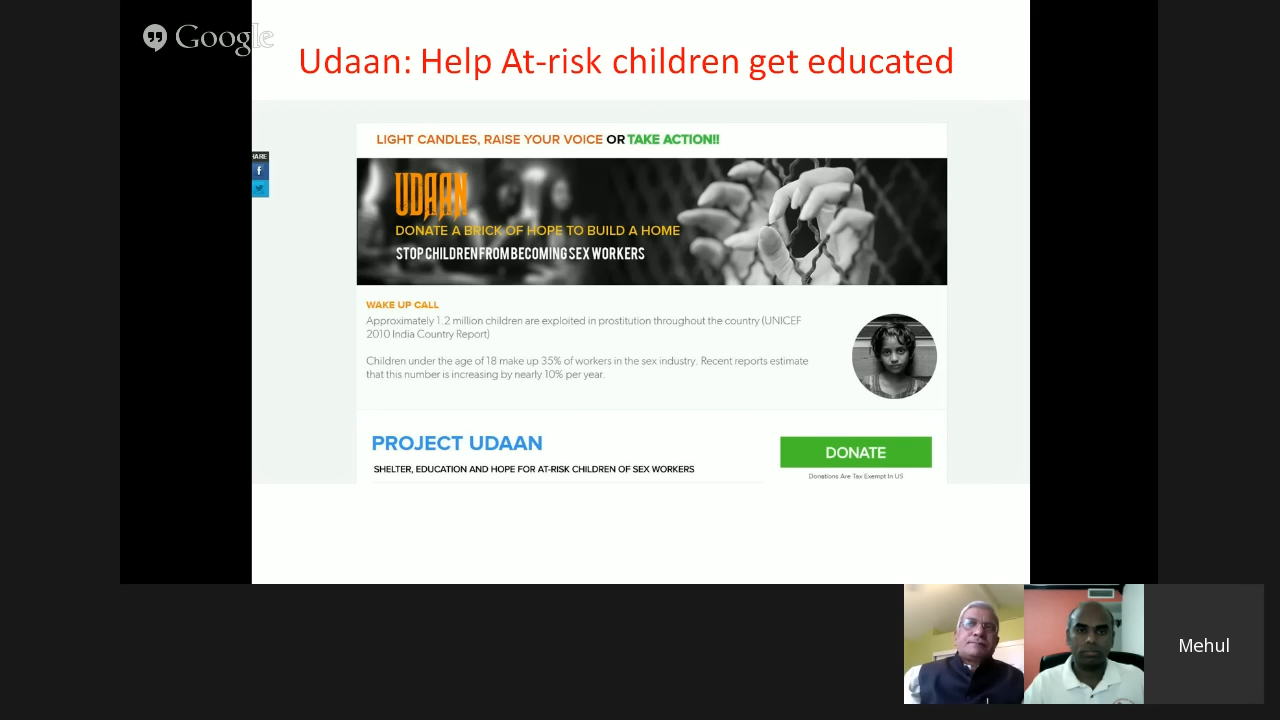 Google
Udaan: Help At-risk children get educated
LIGHT CANDLES, RAISE YOUR VOICE OR TAKE ACTION!!
HARE
f
UDAAN
DONATE A BRICK OF HOPE TO BUILD A HOME
STOP CHILDREN FROM BECOMING SEX WORKERS
WAKE UP CALL
Approximately 1.2 million children are exploited in prostitution throughout the country (UNICEF
2010 India Country Report)
Children under the age of 18 make up 35% of workers in the sex industry. Recent reports estimate
that this number is increasing by nearly 10% per year.
PROJECT UDAAN
DONATE
SHELTER, EDUCATION AND HOPE FOR AT-RISK CHILDREN OF SEX WORKERS
Donations Are Tax Exempt In US
Mehul